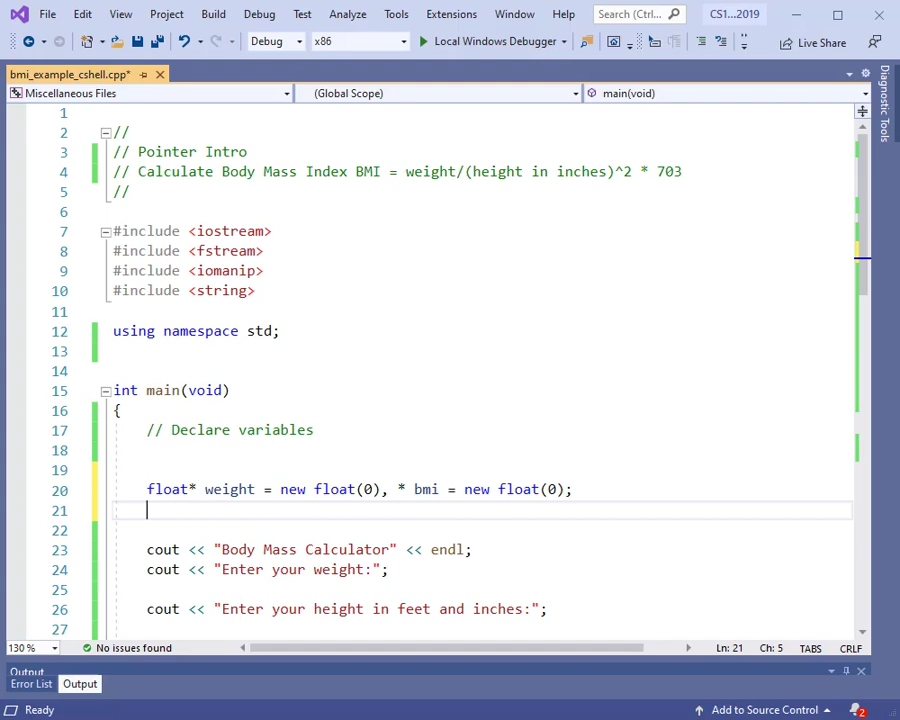 File Edit View Project Build Debug Test Analyze Tools Extensions Window Help Search (Ctrl... CS1...2019
Debug x86 Local Windows Debugger Live Share
bmi_example_cshell.cpp*
Miscellaneous Files (Global Scope) main(void)
Diagnostic Tools
1
2 //
3 // Pointer Intro
4 // Calculate Body Mass Index BMI = weight/(height in inches)^2 * 703
5 //
6
7 #include <iostream>
8 #include <fstream>
9 #include <iomanip>
10 #include <string>
11
12 using namespace std;
13
14
15 int main(void)
16 {
17 // Declare variables
18
19
20 float* weight = new float(0), * bmi = new float(0);
21
22
23 cout << "Body Mass Calculator" << endl;
24 cout << "Enter your weight:";
25
26 cout << "Enter your height in feet and inches:";
27
130 % No issues found Ln: 21 Ch: 5 TABS CRLF
Output
Error List Output
Ready Add to Source Control 2